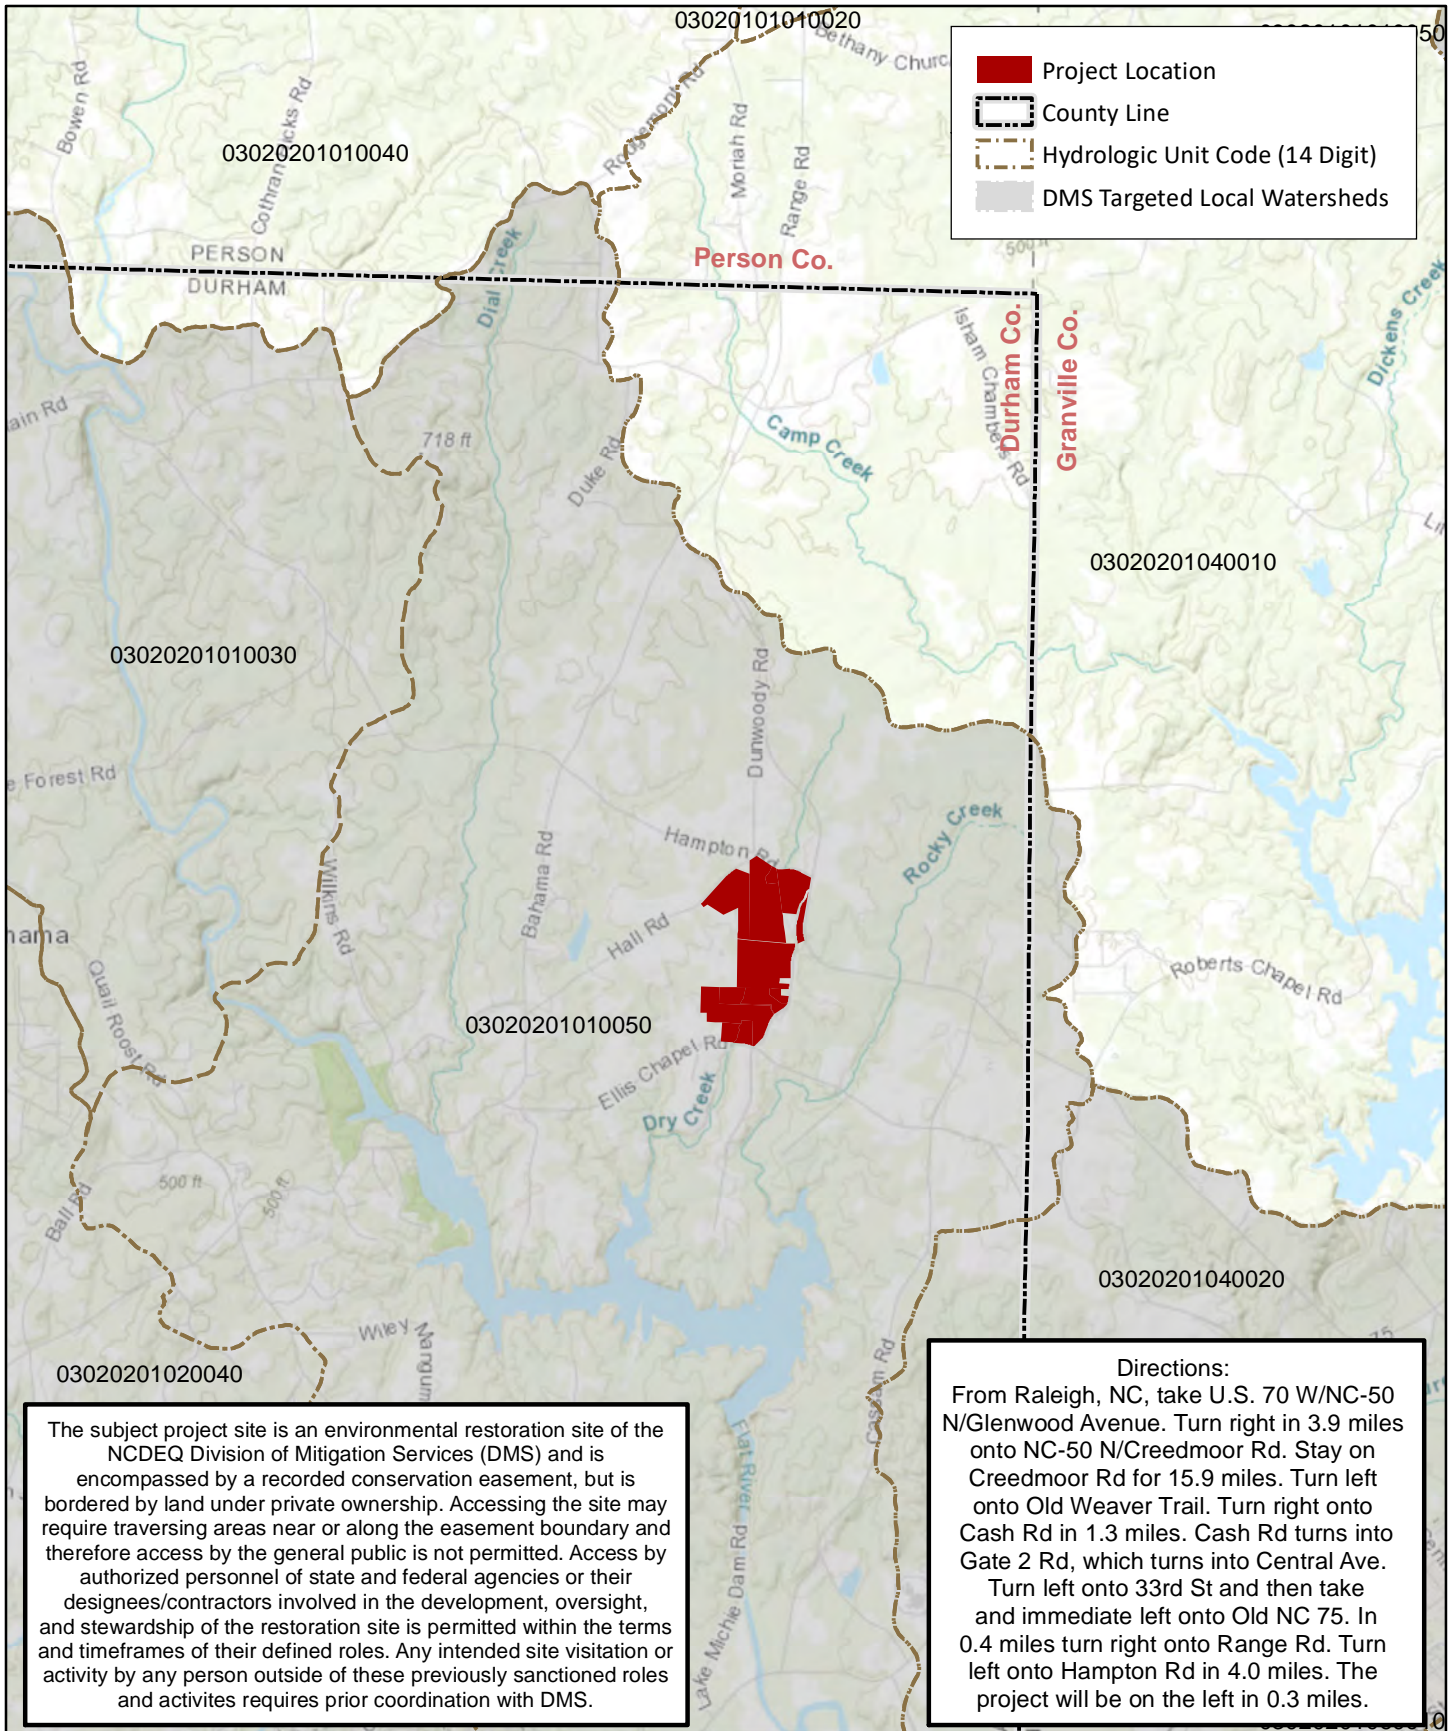 03020101010020
Bethany Churc
Project Location
County Line
Hydrologic Unit Code (14 Digit)
DMS Targeted Local Watersheds
Bowen Rd
Cothran Hicks Rd
03020201010040
Rougemont Rd
Moriah Rd
Range Rd
PERSON
DURHAM
Person Co.
500 ft
Dial Creek
Isham Chambers Rd
Durham Co.
Granville Co.
Dickens Creek
ain Rd
718 ft
Duke Rd
Camp Creek
03020201040010
03020201010030
Dunwoody Rd
e Forest Rd
Hampton Rd
Rocky Creek
Wilkins Rd
Bahama Rd
Hall Rd
hama
Quail Roost Rd
Roberts Chapel Rd
03020201010050
Ellis Chapel Rd
Dry Creek
Ball Rd
500 ft
500 ft
03020201040020
Wiley
Mangum
75
03020201020040
Cassam Rd
Flat River
Lake Michie Dam Rd
The subject project site is an environmental restoration site of the
NCDEQ Division of Mitigation Services (DMS) and is
encompassed by a recorded conservation easement, but is
bordered by land under private ownership. Accessing the site may
require traversing areas near or along the easement boundary and
therefore access by the general public is not permitted. Access by
authorized personnel of state and federal agencies or their
designees/contractors involved in the development, oversight,
and stewardship of the restoration site is permitted within the terms
and timeframes of their defined roles. Any intended site visitation or
activity by any person outside of these previously sanctioned roles
and activites requires prior coordination with DMS.
Directions:
From Raleigh, NC, take U.S. 70 W/NC-50
N/Glenwood Avenue. Turn right in 3.9 miles
onto NC-50 N/Creedmoor Rd. Stay on
Creedmoor Rd for 15.9 miles. Turn left
onto Old Weaver Trail. Turn right onto
Cash Rd in 1.3 miles. Cash Rd turns into
Gate 2 Rd, which turns into Central Ave.
Turn left onto 33rd St and then take
and immediate left onto Old NC 75. In
0.4 miles turn right onto Range Rd. Turn
left onto Hampton Rd in 4.0 miles. The
project will be on the left in 0.3 miles.